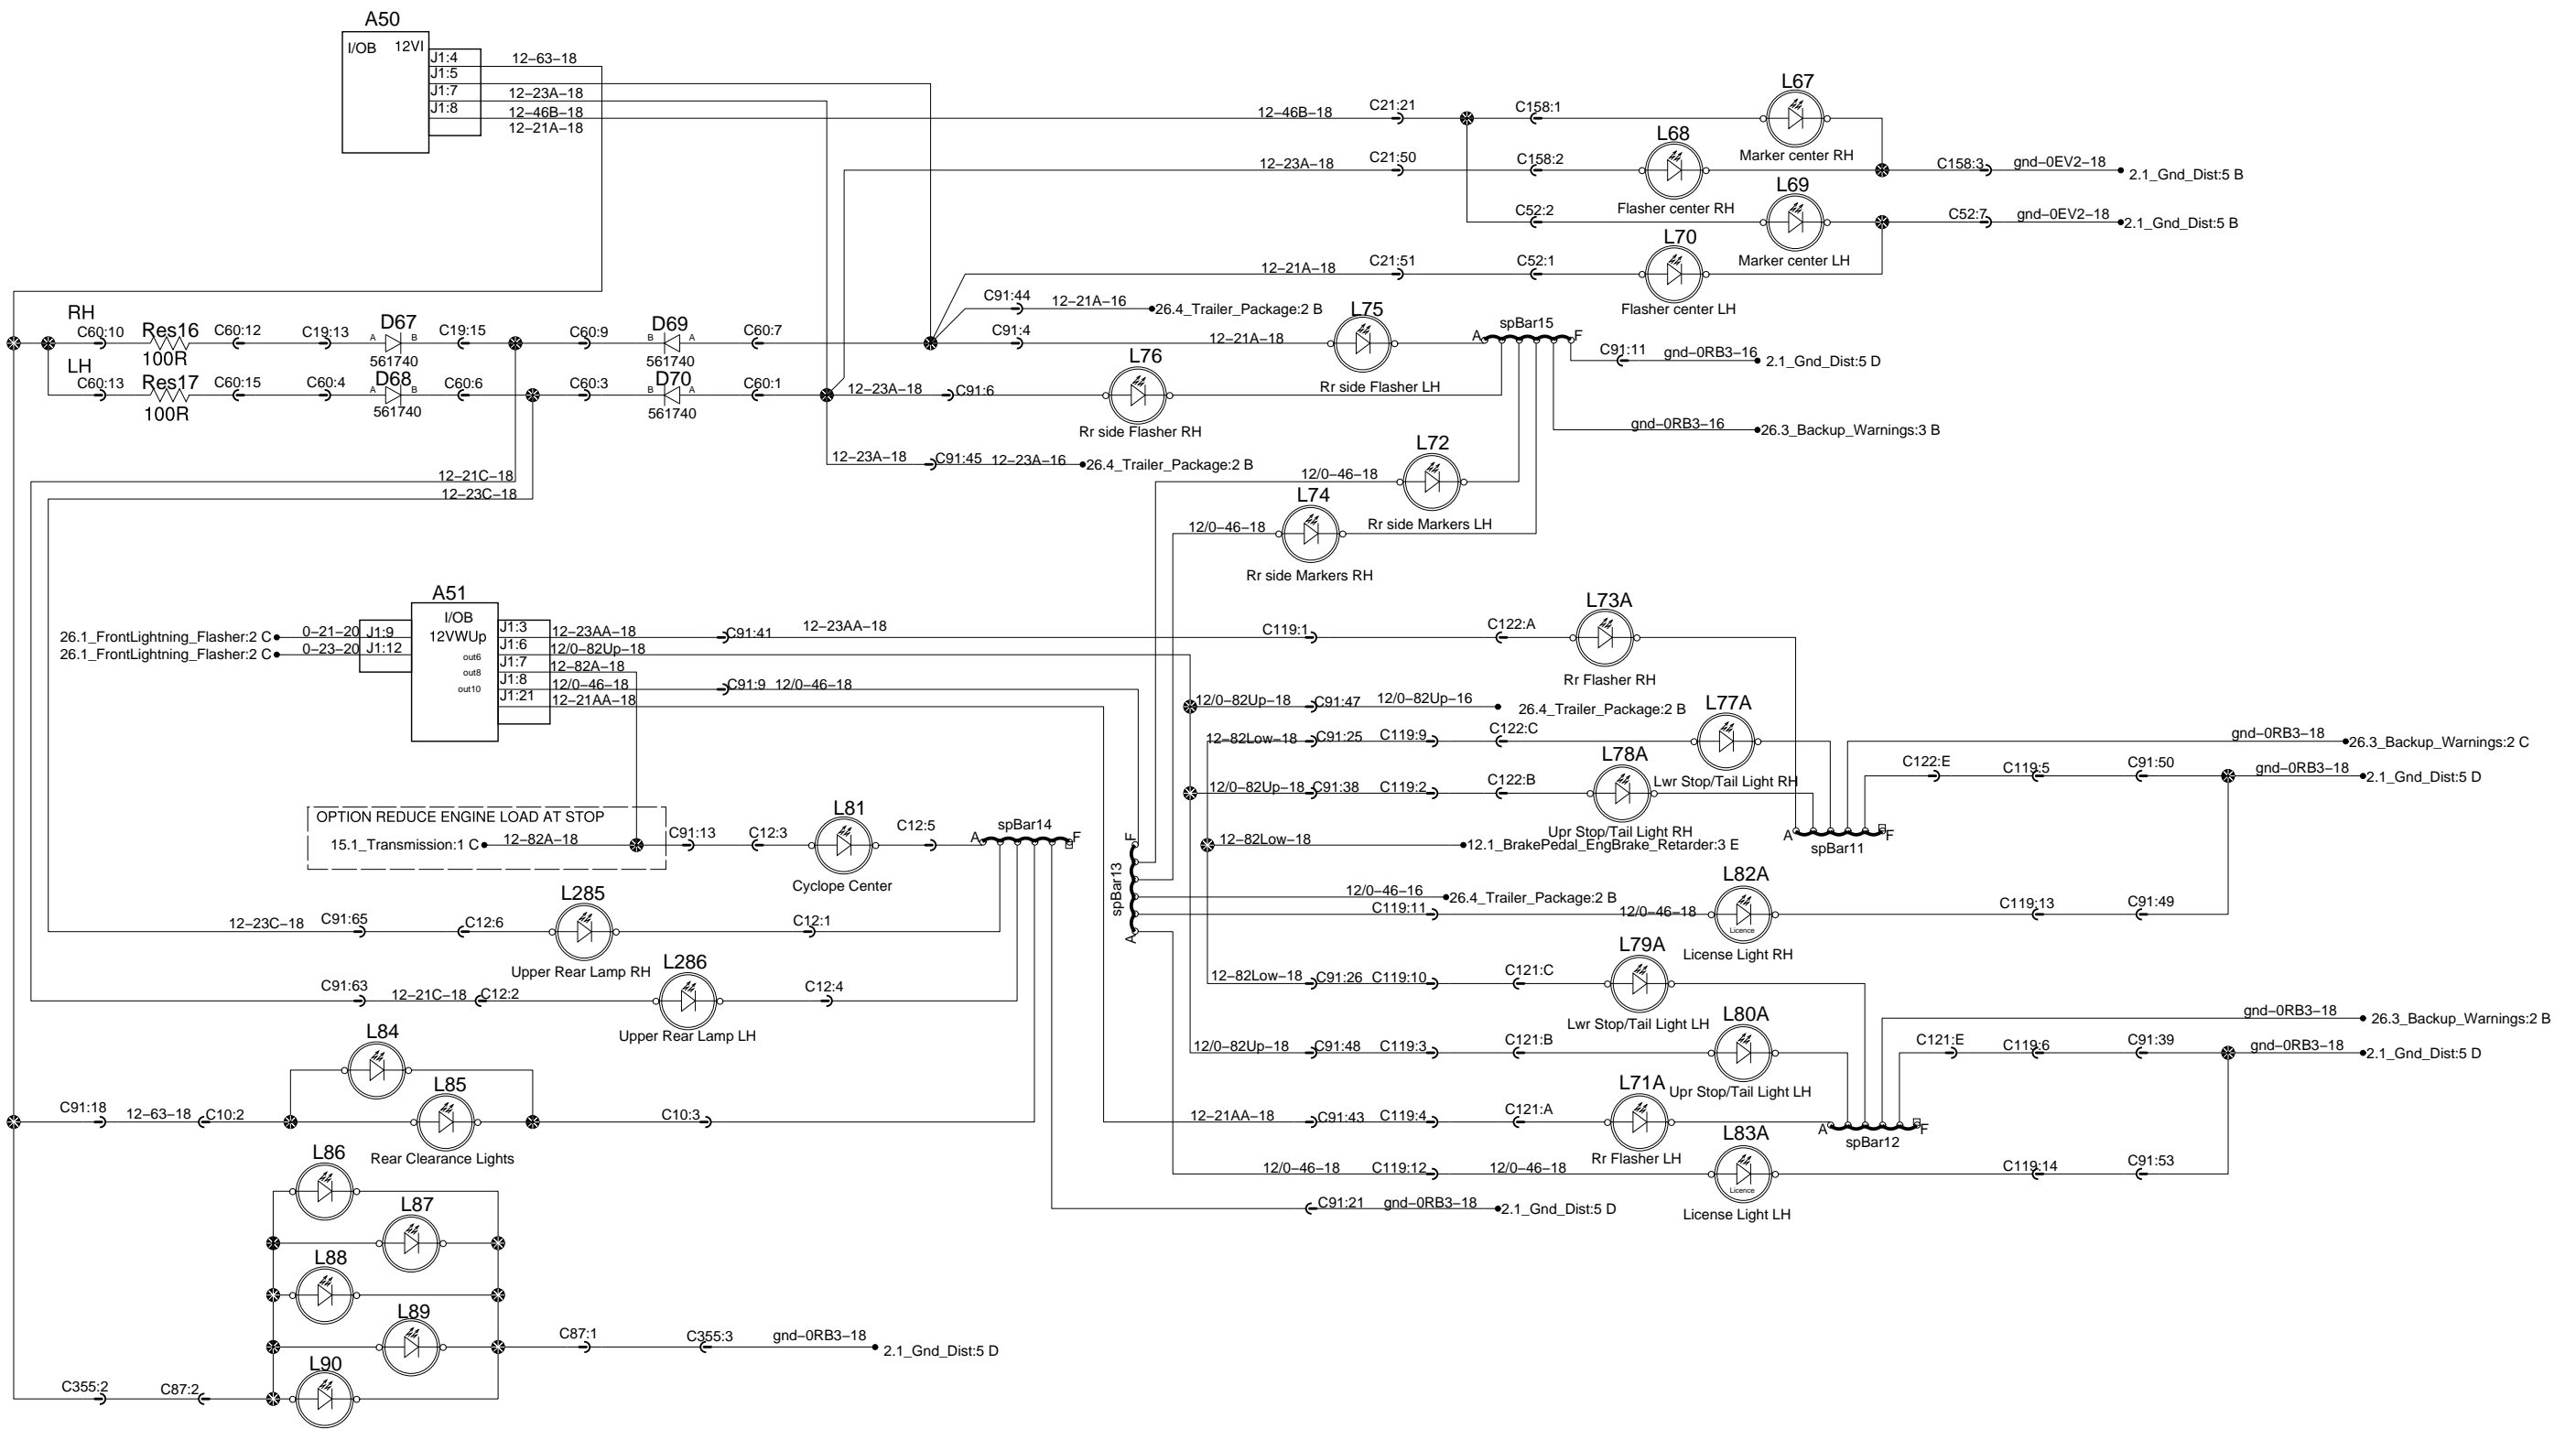 A50
I/OB 12VI
J1:4 12-63-18
J1:5
J1:7 12-23A-18
J1:8 12-46B-18
12-21A-18
12-46B-18 C21:21 C158:1 L67
Marker center RH
12-23A-18 C21:50 C158:2 L68
Flasher center RH
C158:3 gnd-0EV2-18 2.1_Gnd_Dist:5 B
C52:2 L69
Marker center LH
C52:7 gnd-0EV2-18 2.1_Gnd_Dist:5 B
12-21A-18 C21:51 C52:1 L70
Flasher center LH
C91:44 12-21A-16 26.4_Trailer_Package:2 B
RH
C60:10 Res16 C60:12 C19:13 A D67 B C19:15 C60:9 B D69 A C60:7
100R 561740 561740
C91:4 12-21A-18 L75
Rr side Flasher LH
A spBar15 F
C91:11 gnd-0RB3-16 2.1_Gnd_Dist:5 D
LH
C60:13 Res17 C60:15 C60:4 A D68 B C60:6 C60:3 B D70 A C60:1
100R 561740 561740
12-23A-18 C91:6 L76
Rr side Flasher RH
gnd-0RB3-16 26.3_Backup_Warnings:3 B
12-23A-18 C91:45 12-23A-16 26.4_Trailer_Package:2 B
12-21C-18
12-23C-18
12/0-46-18 L72
Rr side Markers LH
12/0-46-18 L74
Rr side Markers RH
A51
I/OB
12VWUp
out6
out8
out10
26.1_FrontLightning_Flasher:2 C 0-21-20 J1:9
26.1_FrontLightning_Flasher:2 C 0-23-20 J1:12
J1:3 12-23AA-18 C91:41 12-23AA-18 C119:1 C122:A L73A
Rr Flasher RH
J1:6 12/0-82Up-18
J1:7 12-82A-18
J1:8 12/0-46-18 C91:9 12/0-46-18
J1:21 12-21AA-18
12/0-82Up-18 C91:47 12/0-82Up-16 26.4_Trailer_Package:2 B
12-82Low-18 C91:25 C119:9 C122:C L77A
Lwr Stop/Tail Light RH
gnd-0RB3-18 26.3_Backup_Warnings:2 C
C122:E C119:5 C91:50 gnd-0RB3-18 2.1_Gnd_Dist:5 D
12/0-82Up-18 C91:38 C119:2 C122:B L78A
Upr Stop/Tail Light RH
A spBar11 F
12-82Low-18 12.1_BrakePedal_EngBrake_Retarder:3 E
OPTION REDUCE ENGINE LOAD AT STOP
15.1_Transmission:1 C 12-82A-18 C91:13 C12:3 L81 C12:5
Cyclope Center
A spBar14 F
F spBar13 A
12/0-46-16 26.4_Trailer_Package:2 B
C119:11 12/0-46-18 L82A C119:13 C91:49
Licence
License Light RH
12-23C-18 C91:65 C12:6 L285 C12:1
Upper Rear Lamp RH
C91:63 12-21C-18 C12:2 L286 C12:4
Upper Rear Lamp LH
12-82Low-18 C91:26 C119:10 C121:C L79A
Lwr Stop/Tail Light LH
gnd-0RB3-18 26.3_Backup_Warnings:2 B
12/0-82Up-18 C91:48 C119:3 C121:B L80A
Upr Stop/Tail Light LH
C121:E C119:6 C91:39 gnd-0RB3-18 2.1_Gnd_Dist:5 D
L84
C91:18 12-63-18 C10:2 L85 C10:3
Rear Clearance Lights
12-21AA-18 C91:43 C119:4 C121:A L71A
Rr Flasher LH
A spBar12 F
12/0-46-18 C119:12 12/0-46-18 L83A C119:14 C91:53
Licence
License Light LH
C91:21 gnd-0RB3-18 2.1_Gnd_Dist:5 D
L86
L87
L88
L89
C87:1 C355:3 gnd-0RB3-18 2.1_Gnd_Dist:5 D
C355:2 C87:2 L90